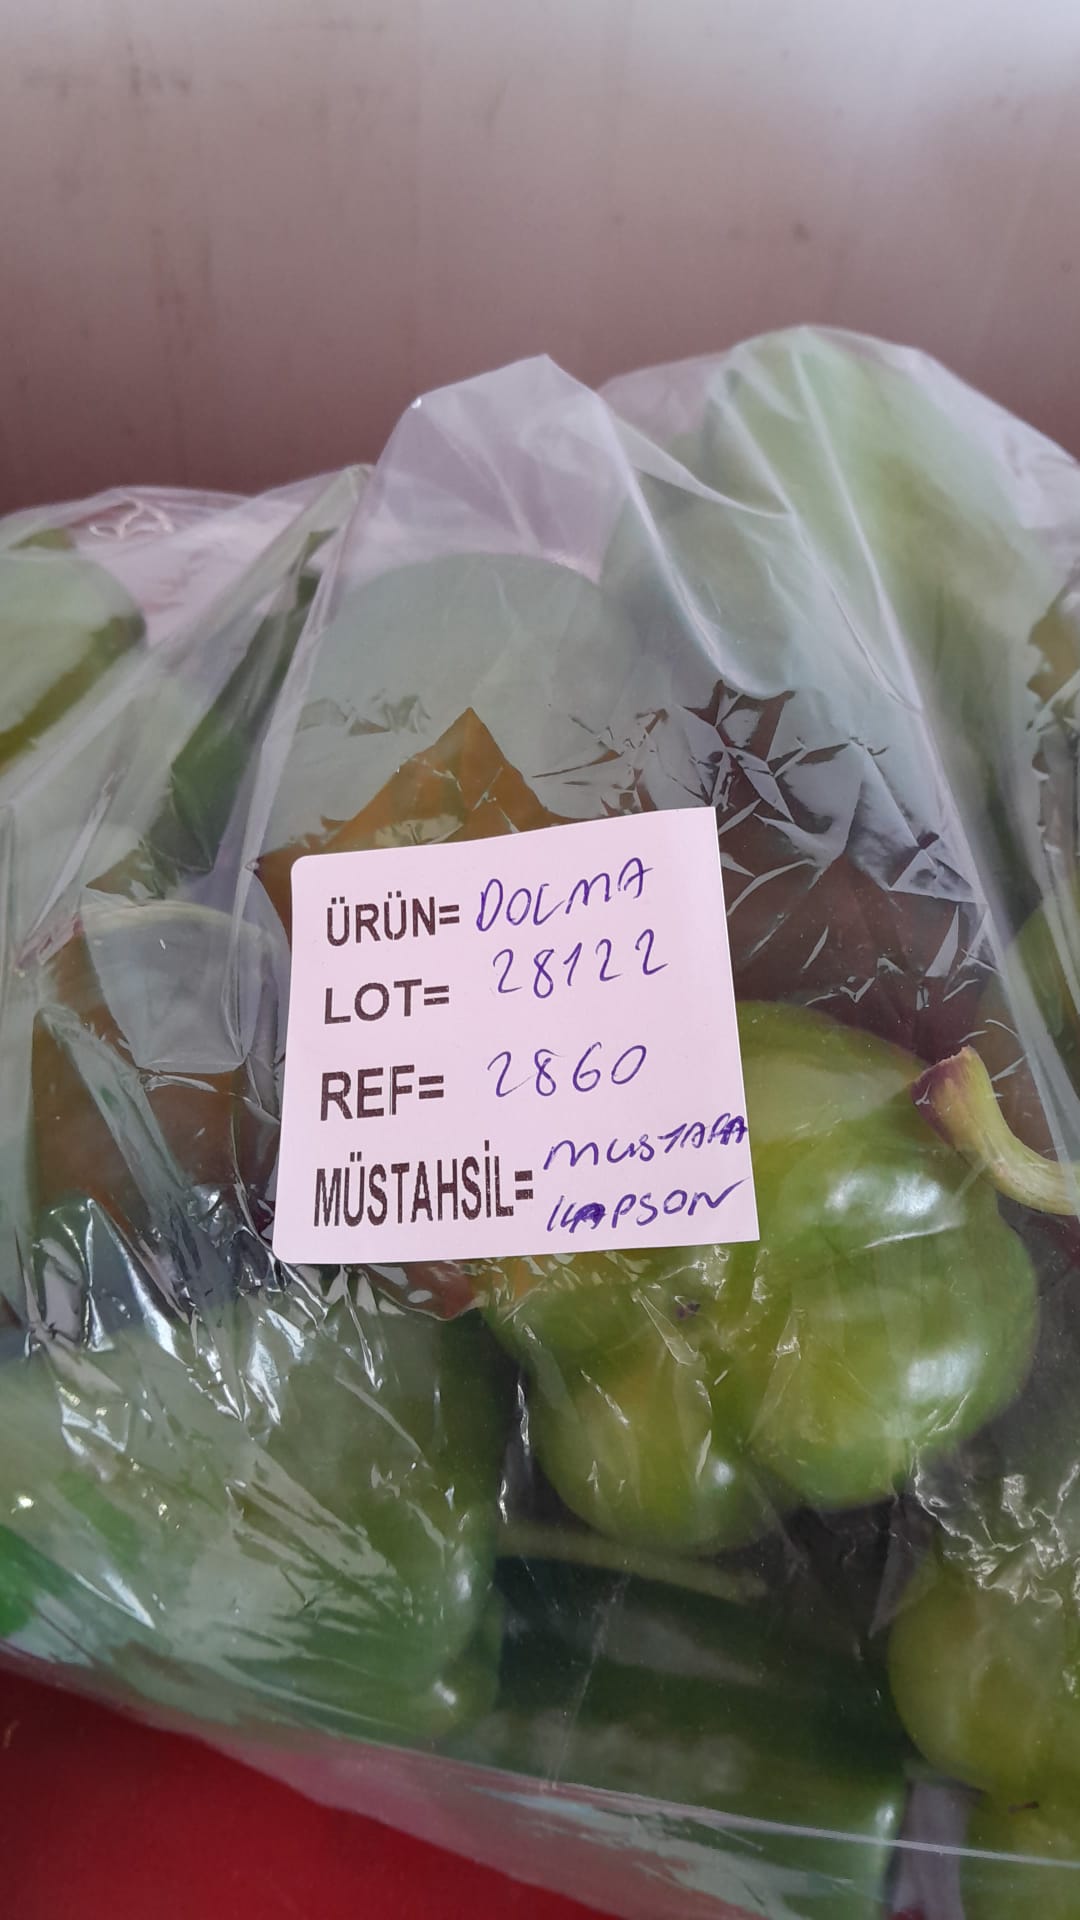 ÜRÜN= DOLMA
LOT= 28122
REF= 2860
MÜSTAHSİL= MUSTAFA
KAPSON